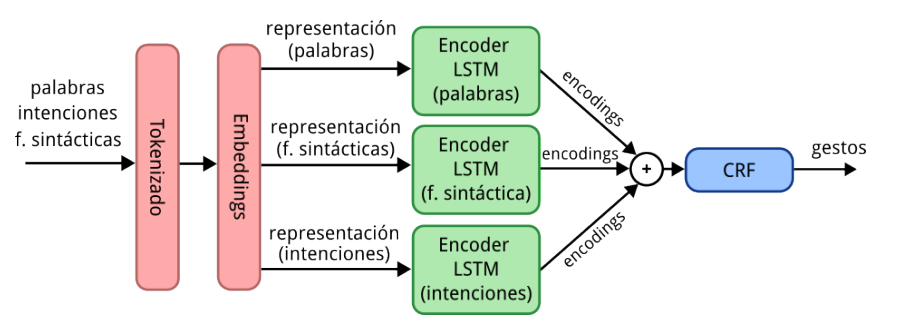 palabras
intenciones
f. sintácticas
Tokenizado
Embeddings
representación
(palabras)
representación
(f. sintácticas)
representación
(intenciones)
Encoder
LSTM
(palabras)
Encoder
LSTM
(f. sintáctica)
Encoder
LSTM
(intenciones)
encodings
encodings
encodings
+
CRF
gestos